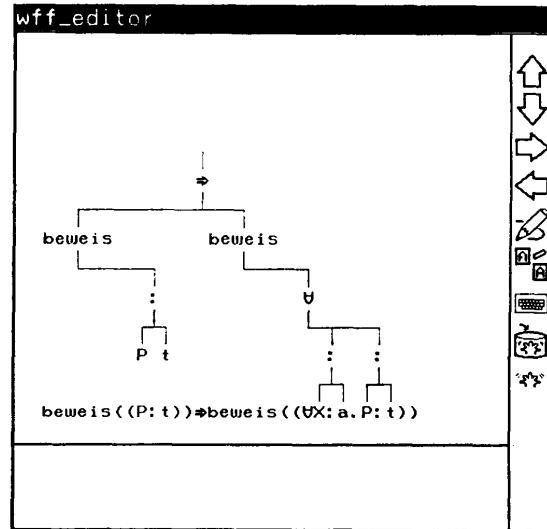 wff_editor
⇒
beweis beweis
: ∀
P t : :
beweis((P:t))⇒beweis((∀X:a.P:t))